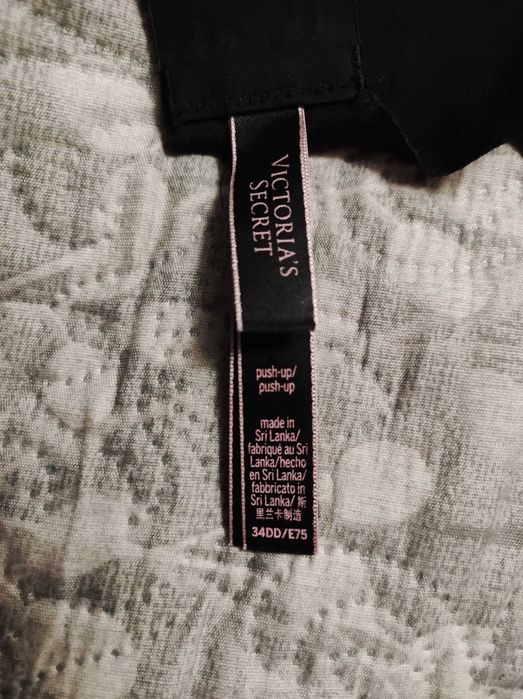 VICTORIA'S
SECRET
push-up/
push-up
made in
Sri Lanka/
fabriqué au Sri
Lanka/hecho
en Sri Lanka/
fabbricato in
Sri Lanka/ 斯
里兰卡制造
34DD/E75